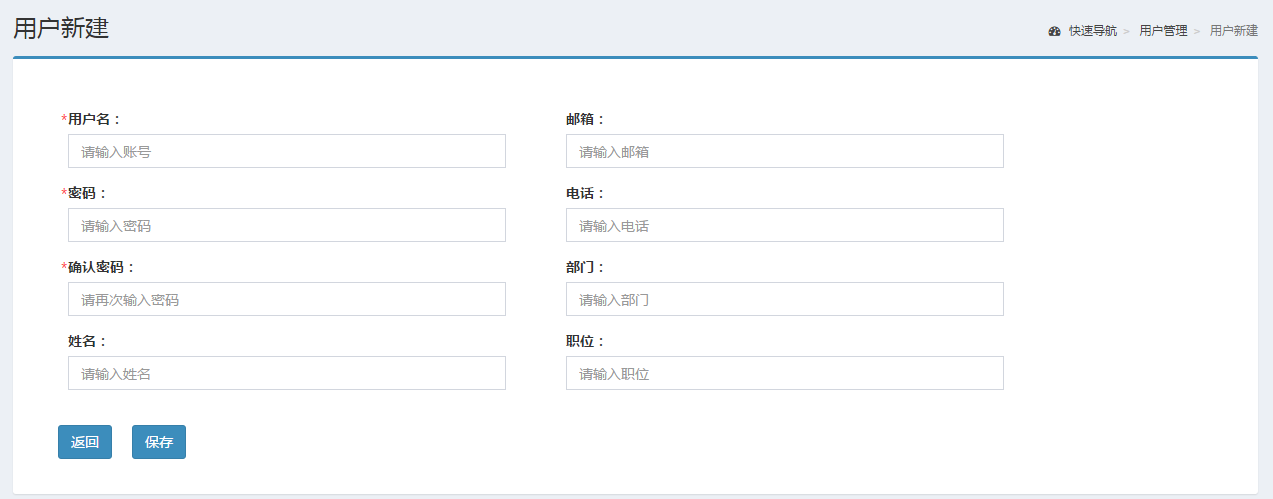 用户新建
快速导航 > 用户管理 > 用户新建
*用户名：
请输入账号
邮箱：
请输入邮箱
*密码：
请输入密码
电话：
请输入电话
*确认密码：
请再次输入密码
部门：
请输入部门
姓名：
请输入姓名
职位：
请输入职位
返回
保存